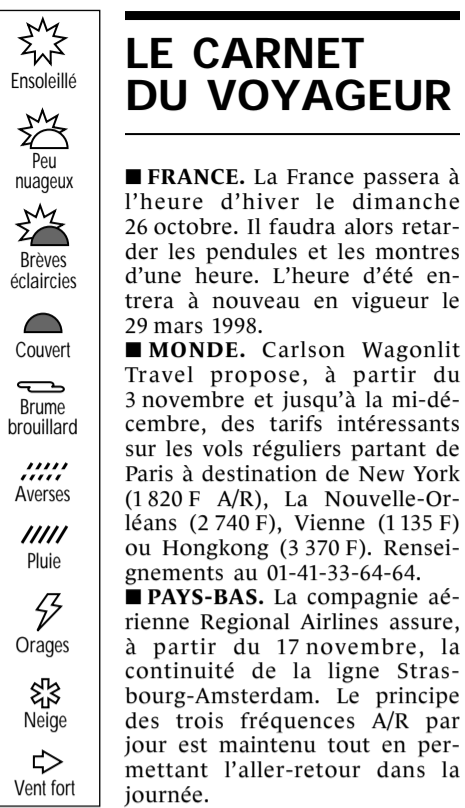 Ensoleillé
Peu
nuageux
Brèves
éclaircies
Couvert
Brume
brouillard
Averses
Pluie
Orages
Neige
Vent fort
LE CARNET
DU VOYAGEUR
■ FRANCE. La France passera à
l'heure d'hiver le dimanche
26 octobre. Il faudra alors retar-
der les pendules et les montres
d'une heure. L'heure d'été en-
trera à nouveau en vigueur le
29 mars 1998.
■ MONDE. Carlson Wagonlit
Travel propose, à partir du
3 novembre et jusqu'à la mi-dé-
cembre, des tarifs intéressants
sur les vols réguliers partant de
Paris à destination de New York
(1 820 F A/R), La Nouvelle-Or-
léans (2 740 F), Vienne (1 135 F)
ou Hongkong (3 370 F). Rensei-
gnements au 01-41-33-64-64.
■ PAYS-BAS. La compagnie aé-
rienne Regional Airlines assure,
à partir du 17 novembre, la
continuité de la ligne Stras-
bourg-Amsterdam. Le principe
des trois fréquences A/R par
jour est maintenu tout en per-
mettant l'aller-retour dans la
journée.